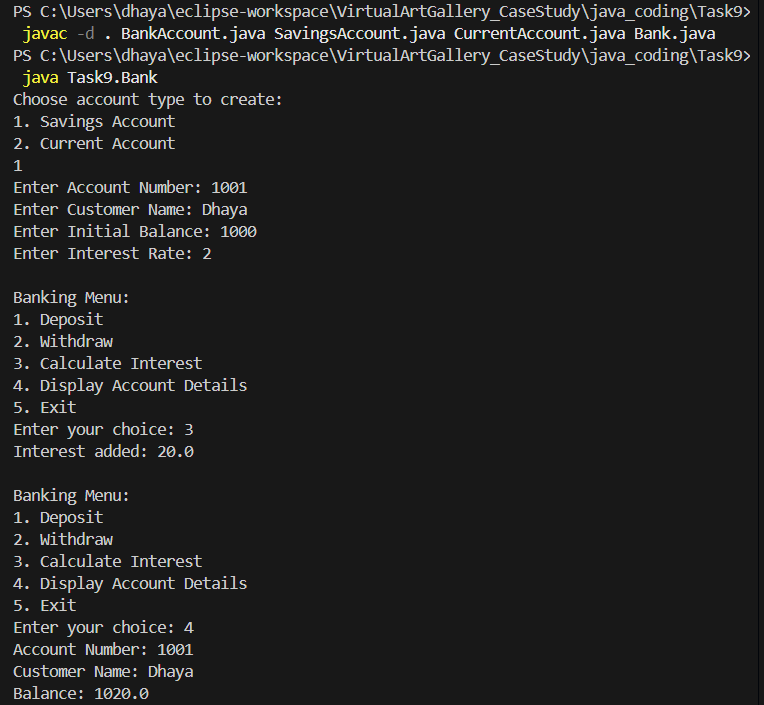 PS C:\Users\dhaya\eclipse-workspace\VirtualArtGallery_CaseStudy\java_coding\Task9>
javac -d . BankAccount.java SavingsAccount.java CurrentAccount.java Bank.java
PS C:\Users\dhaya\eclipse-workspace\VirtualArtGallery_CaseStudy\java_coding\Task9>
java Task9.Bank
Choose account type to create:
1. Savings Account
2. Current Account
1
Enter Account Number: 1001
Enter Customer Name: Dhaya
Enter Initial Balance: 1000
Enter Interest Rate: 2

Banking Menu:
1. Deposit
2. Withdraw
3. Calculate Interest
4. Display Account Details
5. Exit
Enter your choice: 3
Interest added: 20.0

Banking Menu:
1. Deposit
2. Withdraw
3. Calculate Interest
4. Display Account Details
5. Exit
Enter your choice: 4
Account Number: 1001
Customer Name: Dhaya
Balance: 1020.0